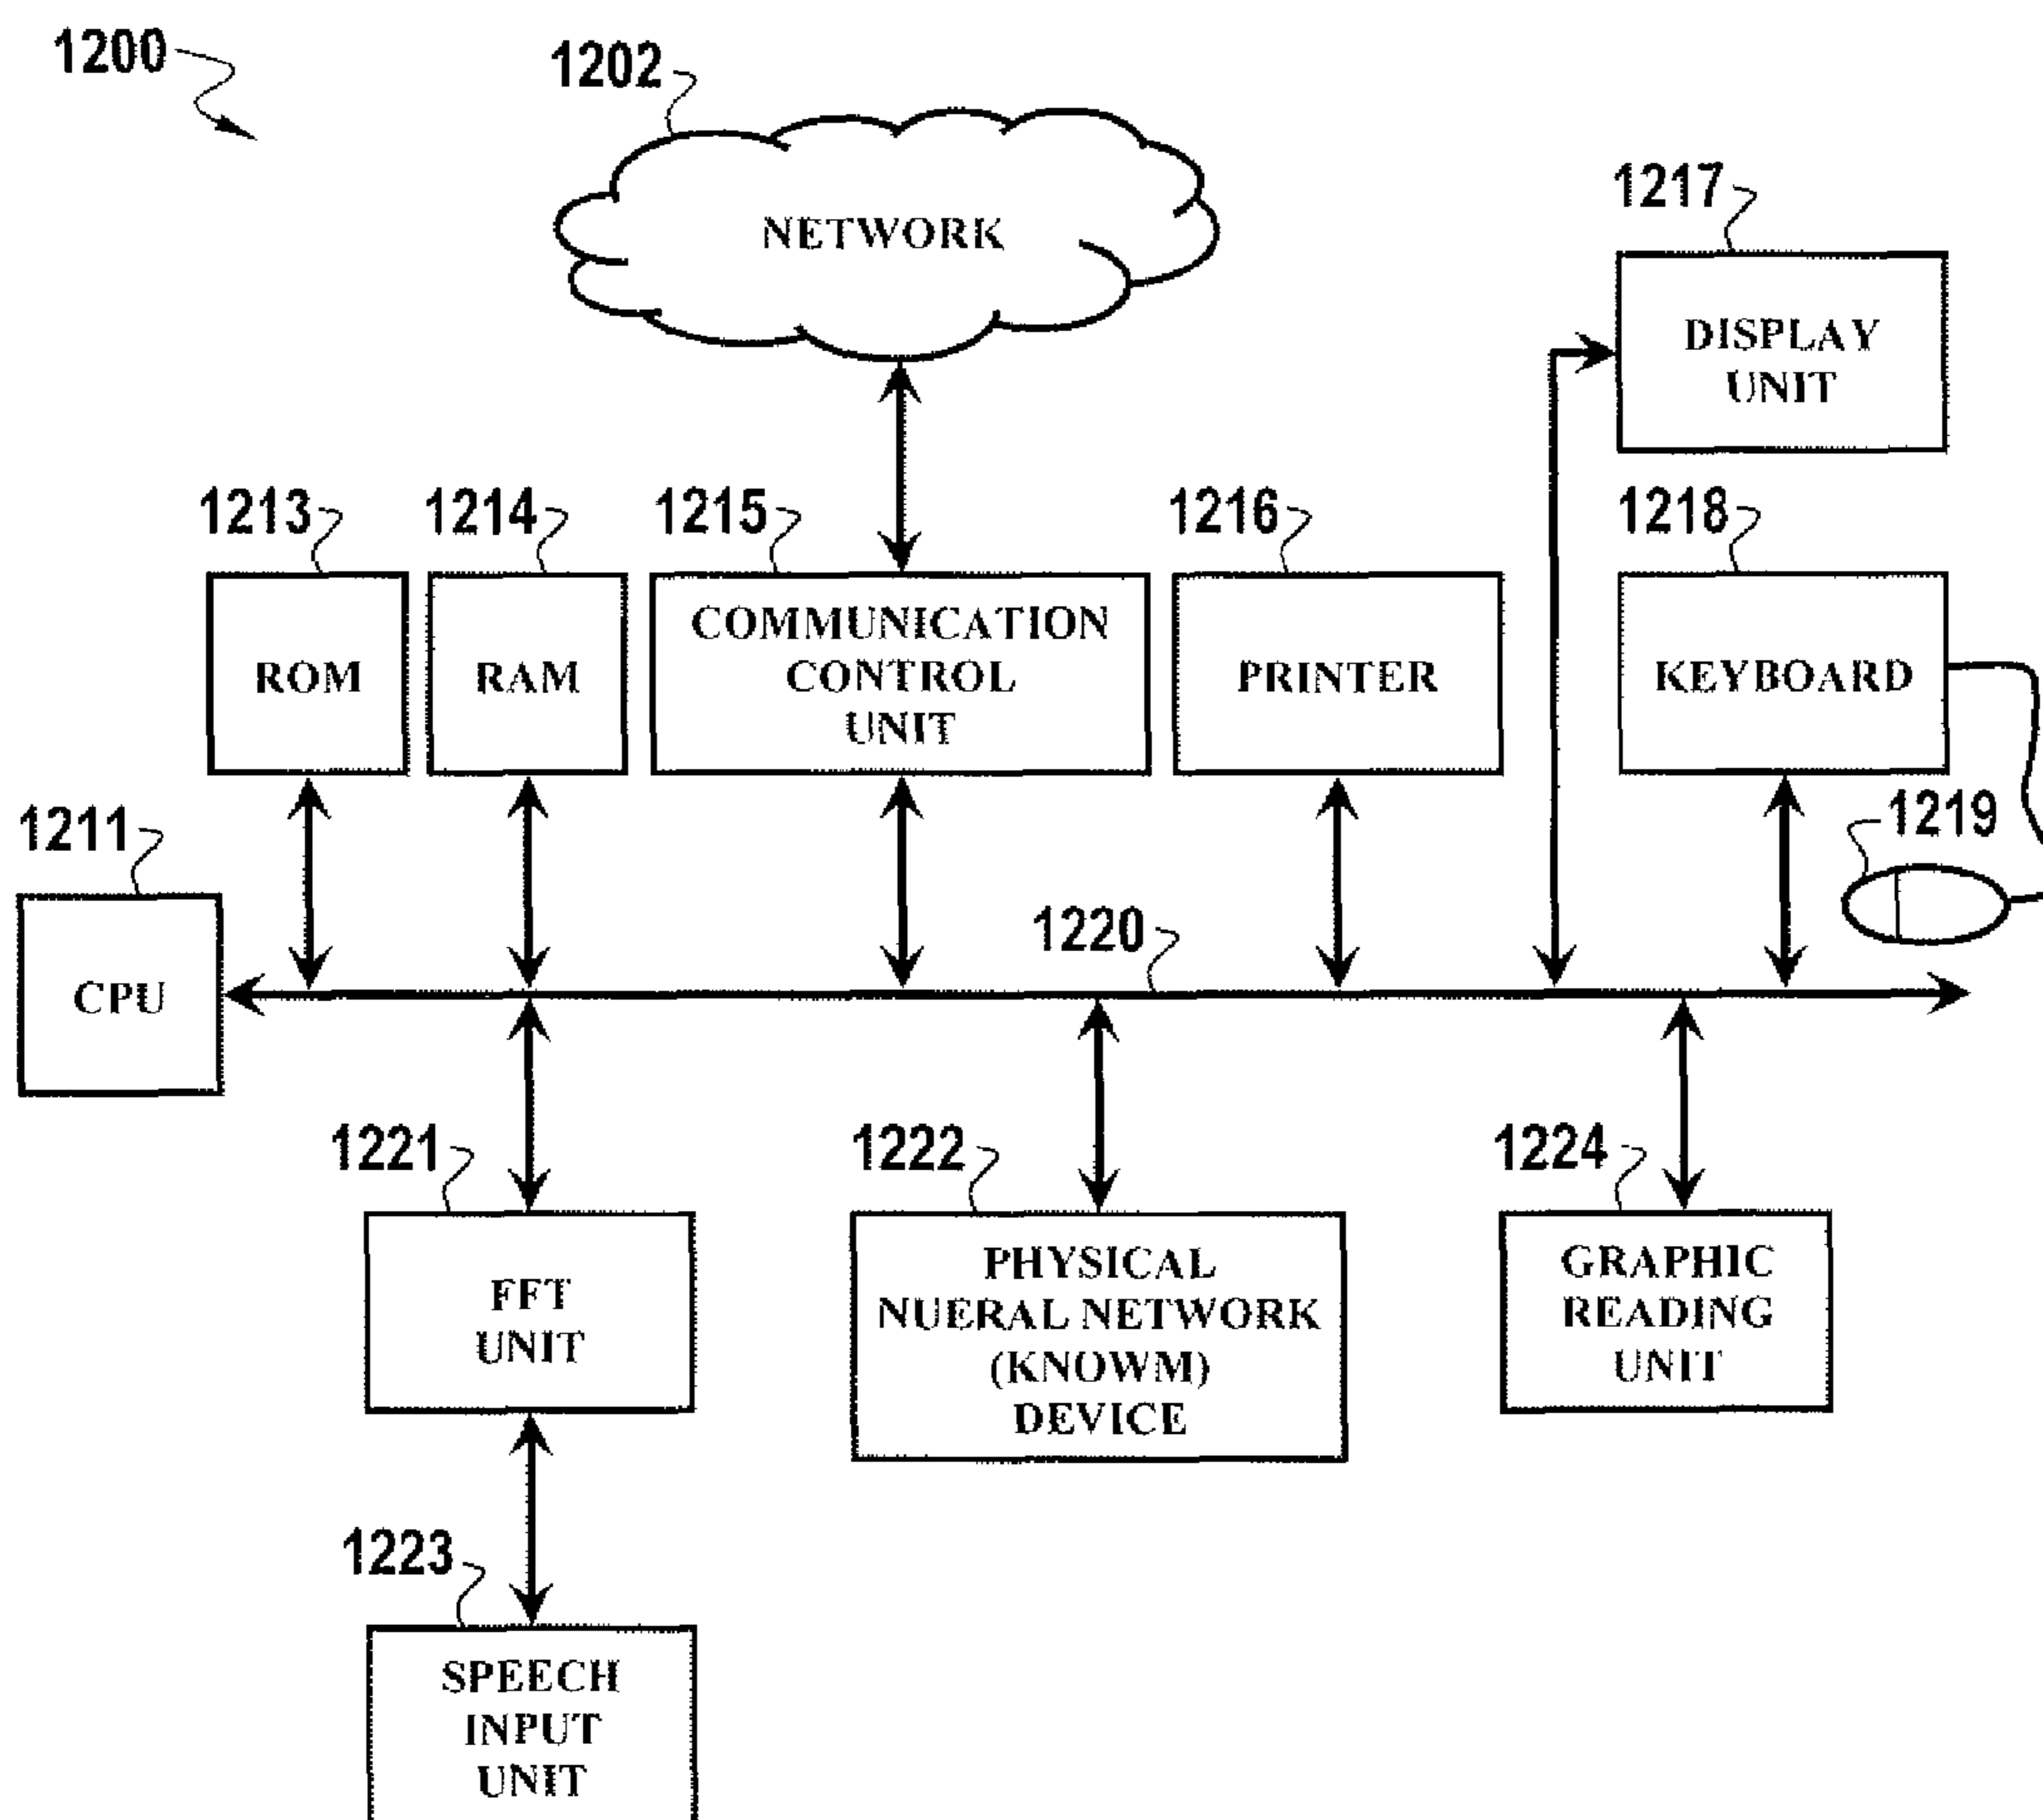 1200
1202
NETWORK
1217
DISPLAY
UNIT
1213
1214
1215
1216
1218
ROM
RAM
COMMUNICATION
CONTROL
UNIT
PRINTER
KEYBOARD
1211
1219
CPU
1220
1221
1222
1224
FFT
UNIT
PHYSICAL
NUERAL NETWORK
(KNOWM)
DEVICE
GRAPHIC
READING
UNIT
1223
SPEECH
INPUT
UNIT